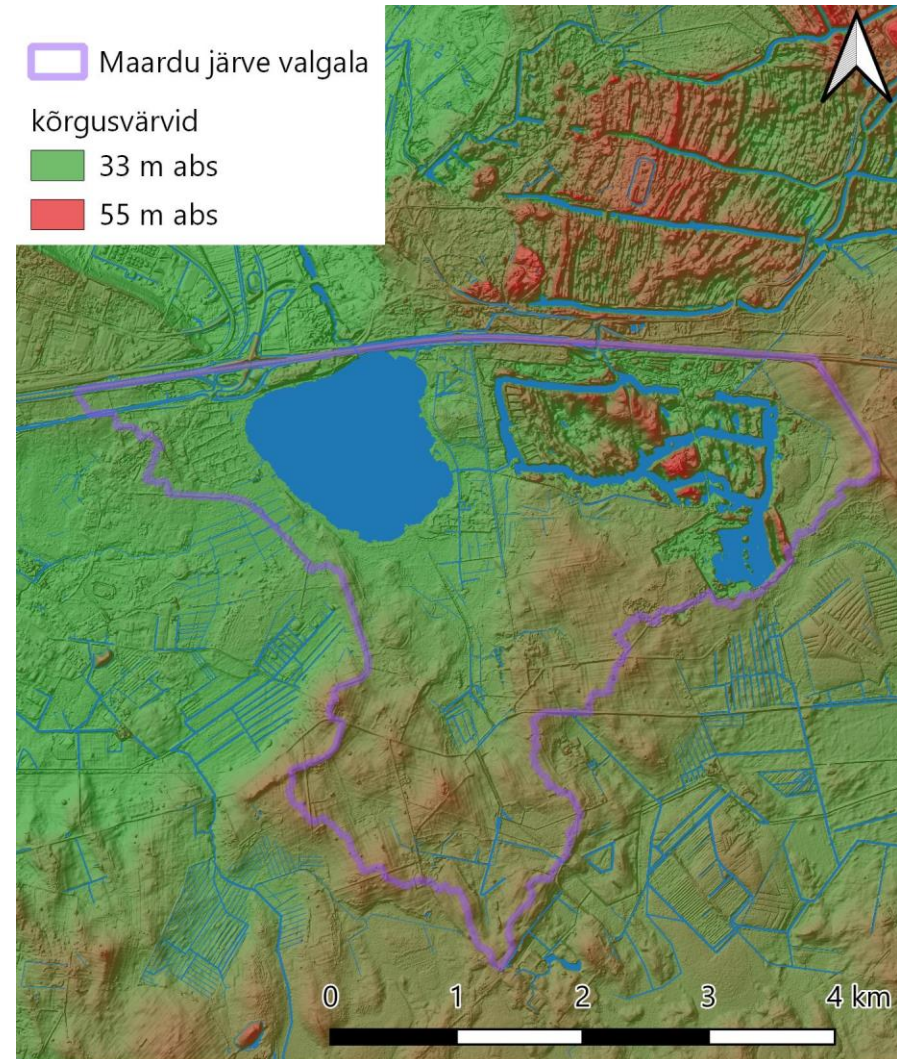 Maardu järve valgala
kõrgusvärvid
33 m abs
55 m abs
0 1 2 3 4 km